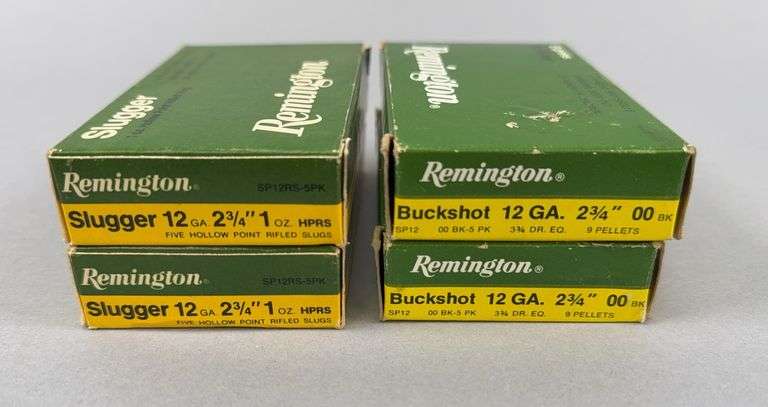 Slugger
Remington
Remington®
Remington® SP12RS-5PK
Slugger 12 GA. 2¾" 1 OZ. HPRS
FIVE HOLLOW POINT RIFLED SLUGS
Remington®
Buckshot 12 GA. 2¾" 00 BK
SP12 00 BK-5 PK 3¾ DR. EQ. 9 PELLETS
Remington® SP12RS-5PK
Slugger 12 GA 2¾" 1 OZ. HPRS
FIVE HOLLOW POINT RIFLED SLUGS
Remington®
Buckshot 12 GA. 2¾" 00 BK
SP12 00 BK-5 PK 3¾ DR. EQ. 9 PELLETS